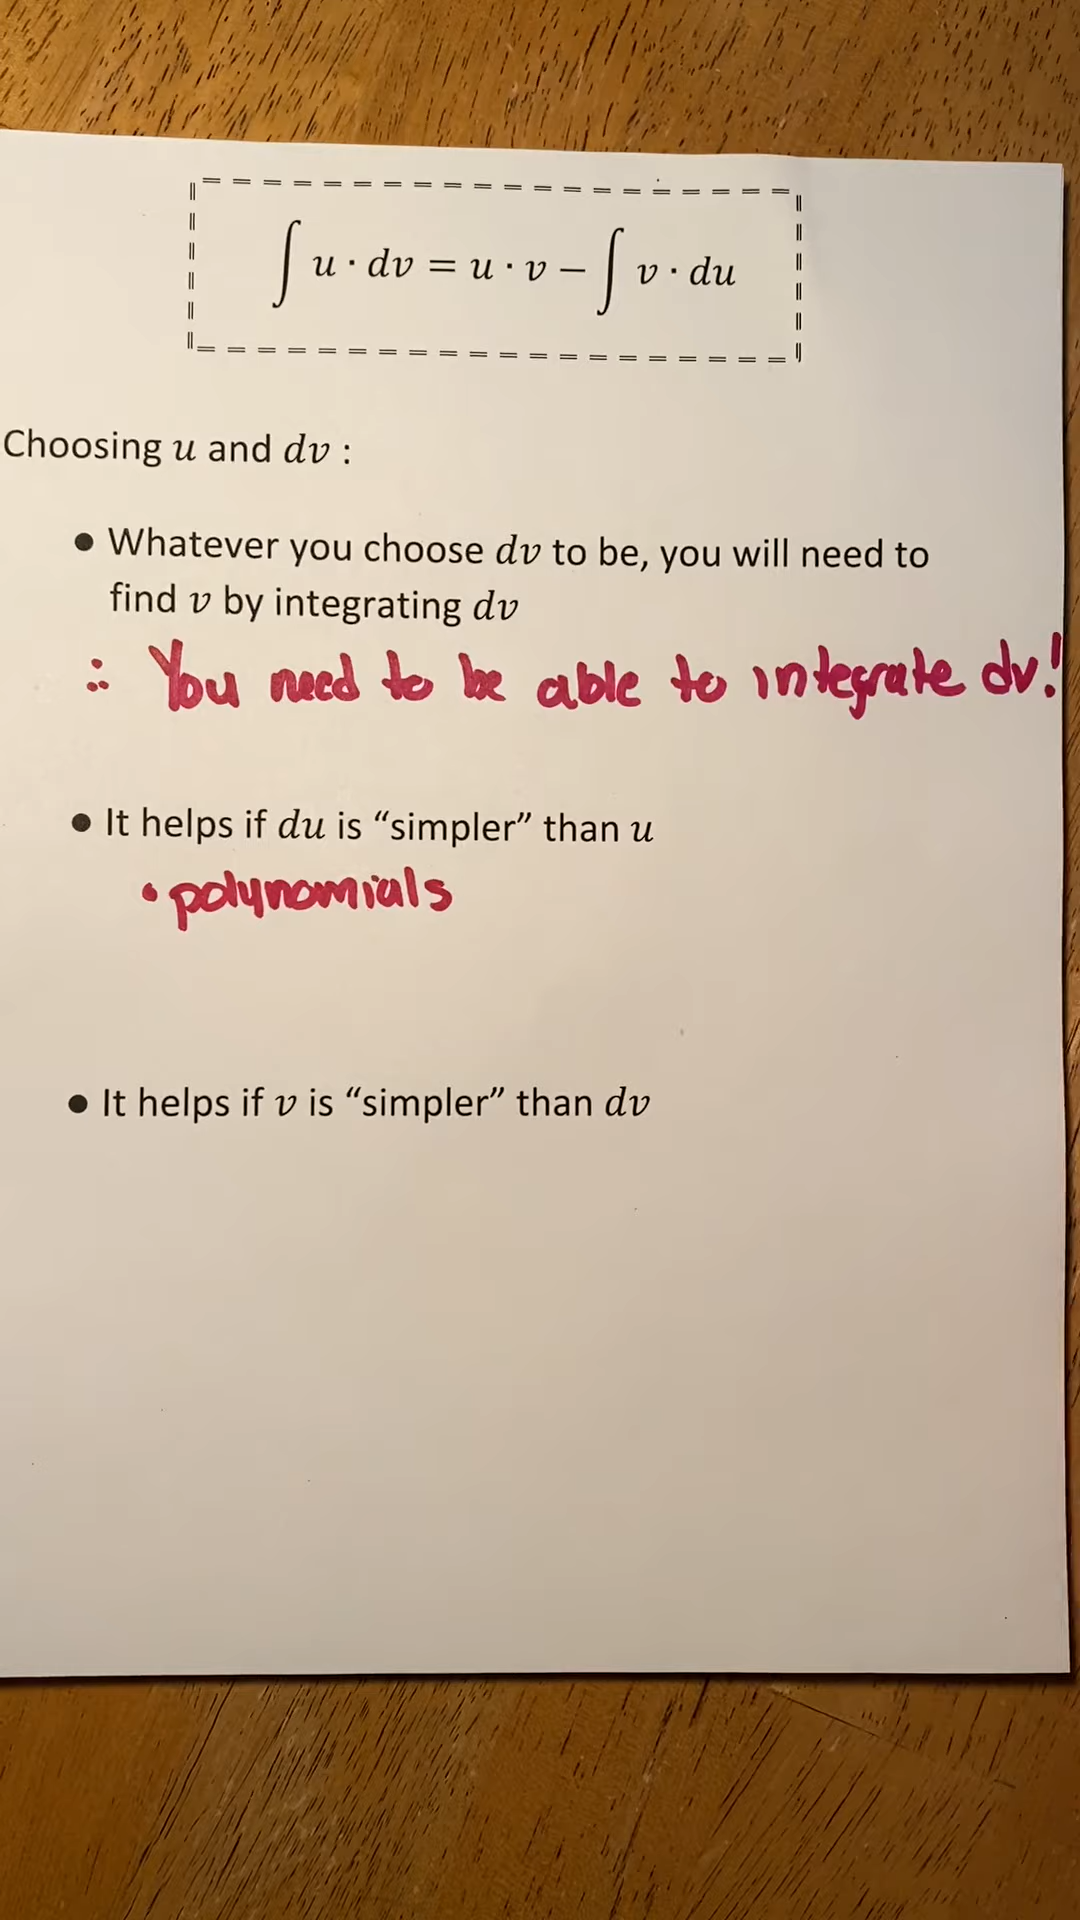 ∫ u · dv = u · v − ∫ v · du
Choosing u and dv :
● Whatever you choose dv to be, you will need to
find v by integrating dv
∴ You need to be able to integrate dv!
● It helps if du is “simpler” than u
• polynomials
● It helps if v is “simpler” than dv